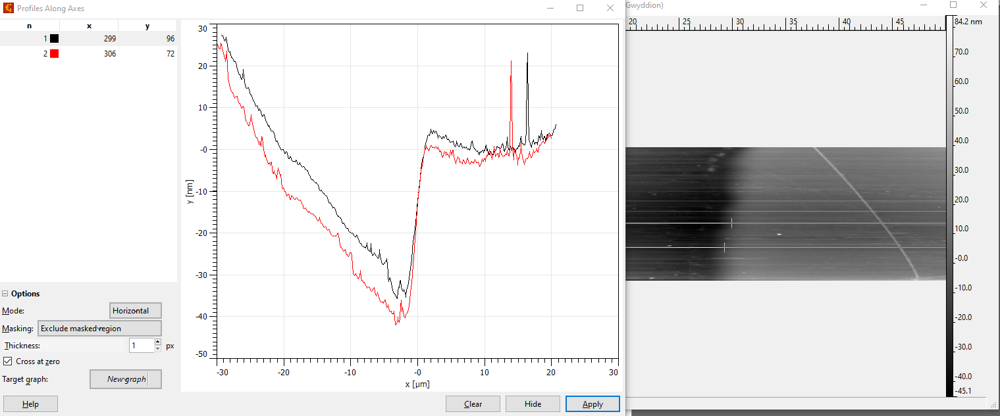 Profiles Along Axes
n x y
1 299 96
2 306 72
Options
Mode: Horizontal
Masking: Exclude masked region
Thickness: 1 px
Cross at zero
Target graph: New graph
Help
30
20
10
-0
-10
-20
-30
-40
-50
y [nm]
-30 -20 -10 -0 10 20 30
x [µm]
Clear Hide Apply
Gwyddion)
20 25 30 35 40 45
84.2 nm
70.0
60.0
50.0
40.0
30.0
20.0
10.0
-0.0
-10.0
-20.0
-30.0
-40.0
-45.1